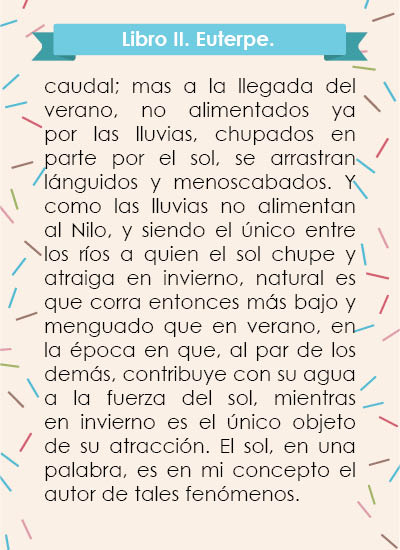 Libro II. Euterpe.
caudal; mas a la llegada del
verano, no alimentados ya
por las lluvias, chupados en
parte por el sol, se arrastran
lánguidos y menoscabados. Y
como las lluvias no alimentan
al Nilo, y siendo el único entre
los ríos a quien el sol chupe y
atraiga en invierno, natural es
que corra entonces más bajo y
menguado que en verano, en
la época en que, al par de los
demás, contribuye con su agua
a la fuerza del sol, mientras
en invierno es el único objeto
de su atracción. El sol, en una
palabra, es en mi concepto el
autor de tales fenómenos.